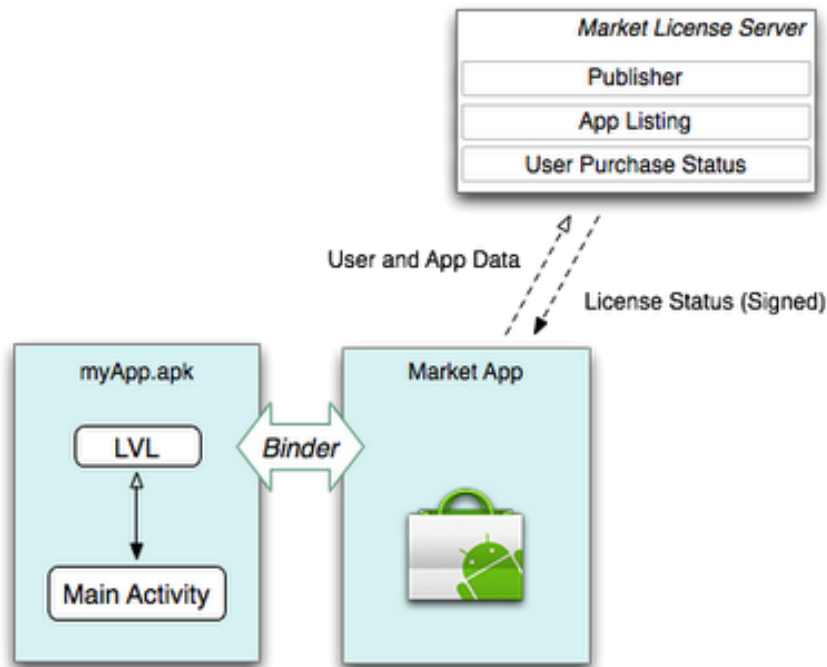 Market License Server
Publisher
App Listing
User Purchase Status
User and App Data
License Status (Signed)
myApp.apk
Market App
LVL
Binder
Main Activity